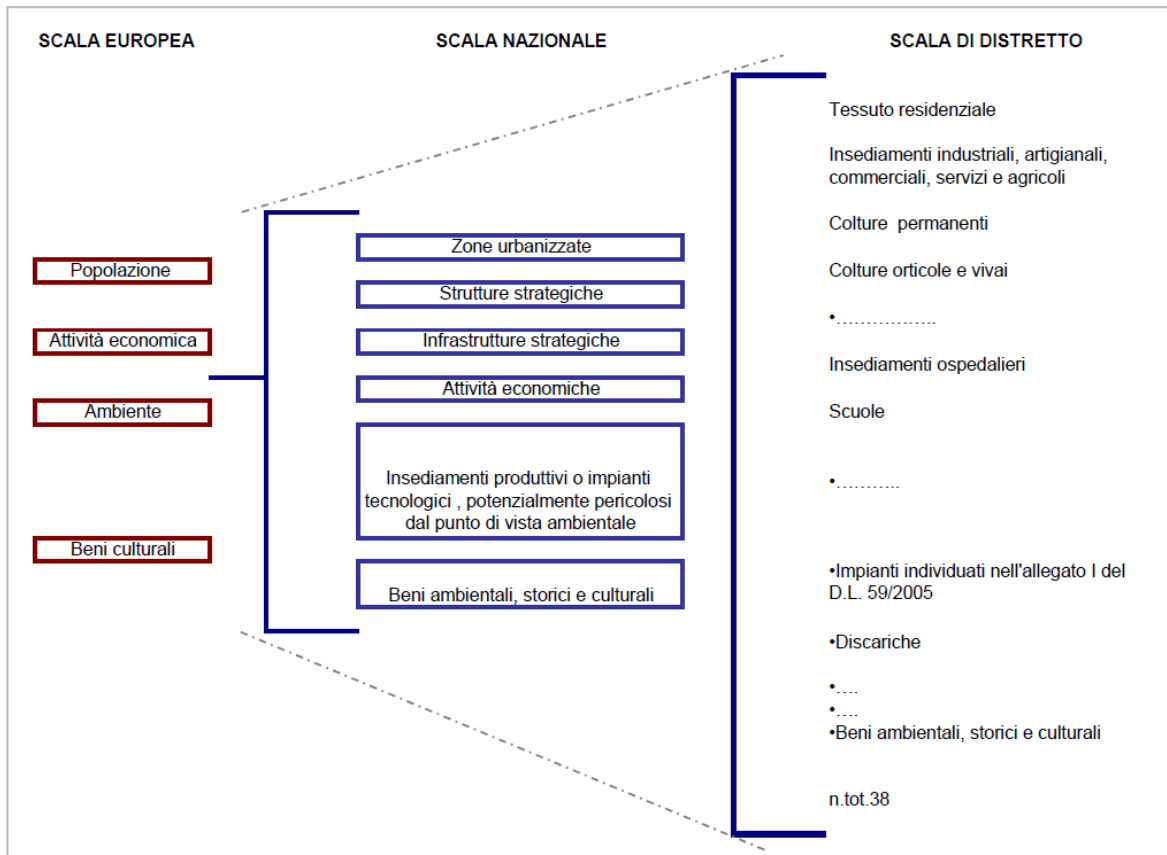 SCALA EUROPEA
SCALA NAZIONALE
SCALA DI DISTRETTO
Popolazione
Attività economica
Ambiente
Beni culturali
Zone urbanizzate
Strutture strategiche
Infrastrutture strategiche
Attività economiche
Insediamenti produttivi o impianti
tecnologici , potenzialmente pericolosi
dal punto di vista ambientale
Beni ambientali, storici e culturali
Tessuto residenziale
Insediamenti industriali, artigianali,
commerciali, servizi e agricoli
Colture permanenti
Colture orticole e vivai
•……………..
Insediamenti ospedalieri
Scuole
•………..
•Impianti individuati nell'allegato I del
D.L. 59/2005
•Discariche
•….
•….
•Beni ambientali, storici e culturali
n.tot.38